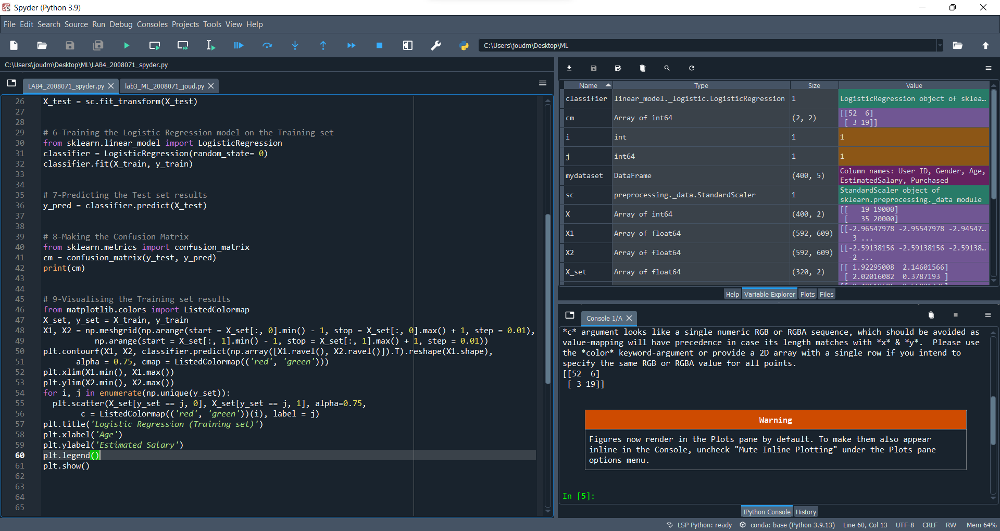 Spyder (Python 3.9)
File Edit Search Source Run Debug Consoles Projects Tools View Help
C:\Users\joudm\Desktop\ML
C:\Users\joudm\Desktop\ML\LAB4_2008071_spyder.py
LAB4_2008071_spyder.py
lab3_ML_2008071_joud.py
26 X_test = sc.fit_transform(X_test)
27
28
29 # 6-Training the Logistic Regression model on the Training set
30 from sklearn.linear_model import LogisticRegression
31 classifier = LogisticRegression(random_state= 0)
32 classifier.fit(X_train, y_train)
33
34
35 # 7-Predicting the Test set results
36 y_pred = classifier.predict(X_test)
37
38
39 # 8-Making the Confusion Matrix
40 from sklearn.metrics import confusion_matrix
41 cm = confusion_matrix(y_test, y_pred)
42 print(cm)
43
44
45 # 9-Visualising the Training set results
46 from matplotlib.colors import ListedColormap
47 X_set, y_set = X_train, y_train
48 X1, X2 = np.meshgrid(np.arange(start = X_set[:, 0].min() - 1, stop = X_set[:, 0].max() + 1, step = 0.01),
49 np.arange(start = X_set[:, 1].min() - 1, stop = X_set[:, 1].max() + 1, step = 0.01))
50 plt.contourf(X1, X2, classifier.predict(np.array([X1.ravel(), X2.ravel()]).T).reshape(X1.shape),
51 alpha = 0.75, cmap = ListedColormap(('red', 'green')))
52 plt.xlim(X1.min(), X1.max())
53 plt.ylim(X2.min(), X2.max())
54 for i, j in enumerate(np.unique(y_set)):
55 plt.scatter(X_set[y_set == j, 0], X_set[y_set == j, 1], alpha=0.75,
56 c = ListedColormap(('red', 'green'))(i), label = j)
57 plt.title('Logistic Regression (Training set)')
58 plt.xlabel('Age')
59 plt.ylabel('Estimated Salary')
60 plt.legend()
61 plt.show()
62
63
64
65
Name Type Size Value
classifier linear_model._logistic.LogisticRegression 1 LogisticRegression object of sklea…
cm Array of int64 (2, 2) [[52 6]
[ 3 19]]
i int 1 1
j int64 1 1
mydataset DataFrame (400, 5) Column names: User ID, Gender, Age,
EstimatedSalary, Purchased
sc preprocessing._data.StandardScaler 1 StandardScaler object of
sklearn.preprocessing._data module
X Array of int64 (400, 2) [[ 19 19000]
[ 35 20000]
X1 Array of float64 (592, 609) [[-2.96547978 -2.95547978 -2.94547…
3 ...
X2 Array of float64 (592, 609) [[-2.59138156 -2.59138156 -2.59138…
-2 ...
X_set Array of float64 (320, 2) [[ 1.92295008 2.14601566]
[ 2.02016082 0.3787193 ]
Help Variable Explorer Plots Files
Console 1/A
*c* argument looks like a single numeric RGB or RGBA sequence, which should be avoided as
value-mapping will have precedence in case its length matches with *x* & *y*. Please use
the *color* keyword-argument or provide a 2D array with a single row if you intend to
specify the same RGB or RGBA value for all points.
[[52 6]
[ 3 19]]
Warning
Figures now render in the Plots pane by default. To make them also appear
inline in the Console, uncheck "Mute Inline Plotting" under the Plots pane
options menu.
In [5]:
IPython Console History
LSP Python: ready conda: base (Python 3.9.13) Line 60, Col 13 UTF-8 CRLF RW Mem 64%